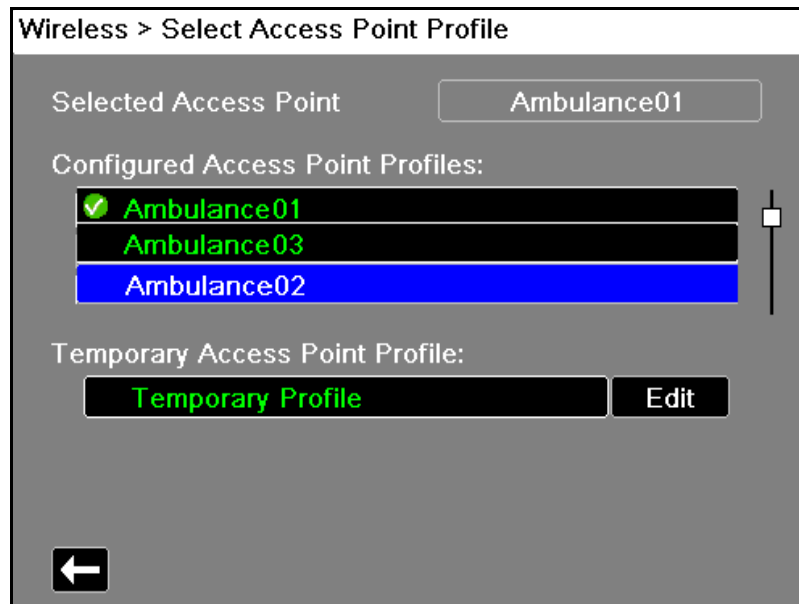 Wireless > Select Access Point Profile
Selected Access Point Ambulance01
Configured Access Point Profiles:
Ambulance01
Ambulance03
Ambulance02
Temporary Access Point Profile:
Temporary Profile Edit